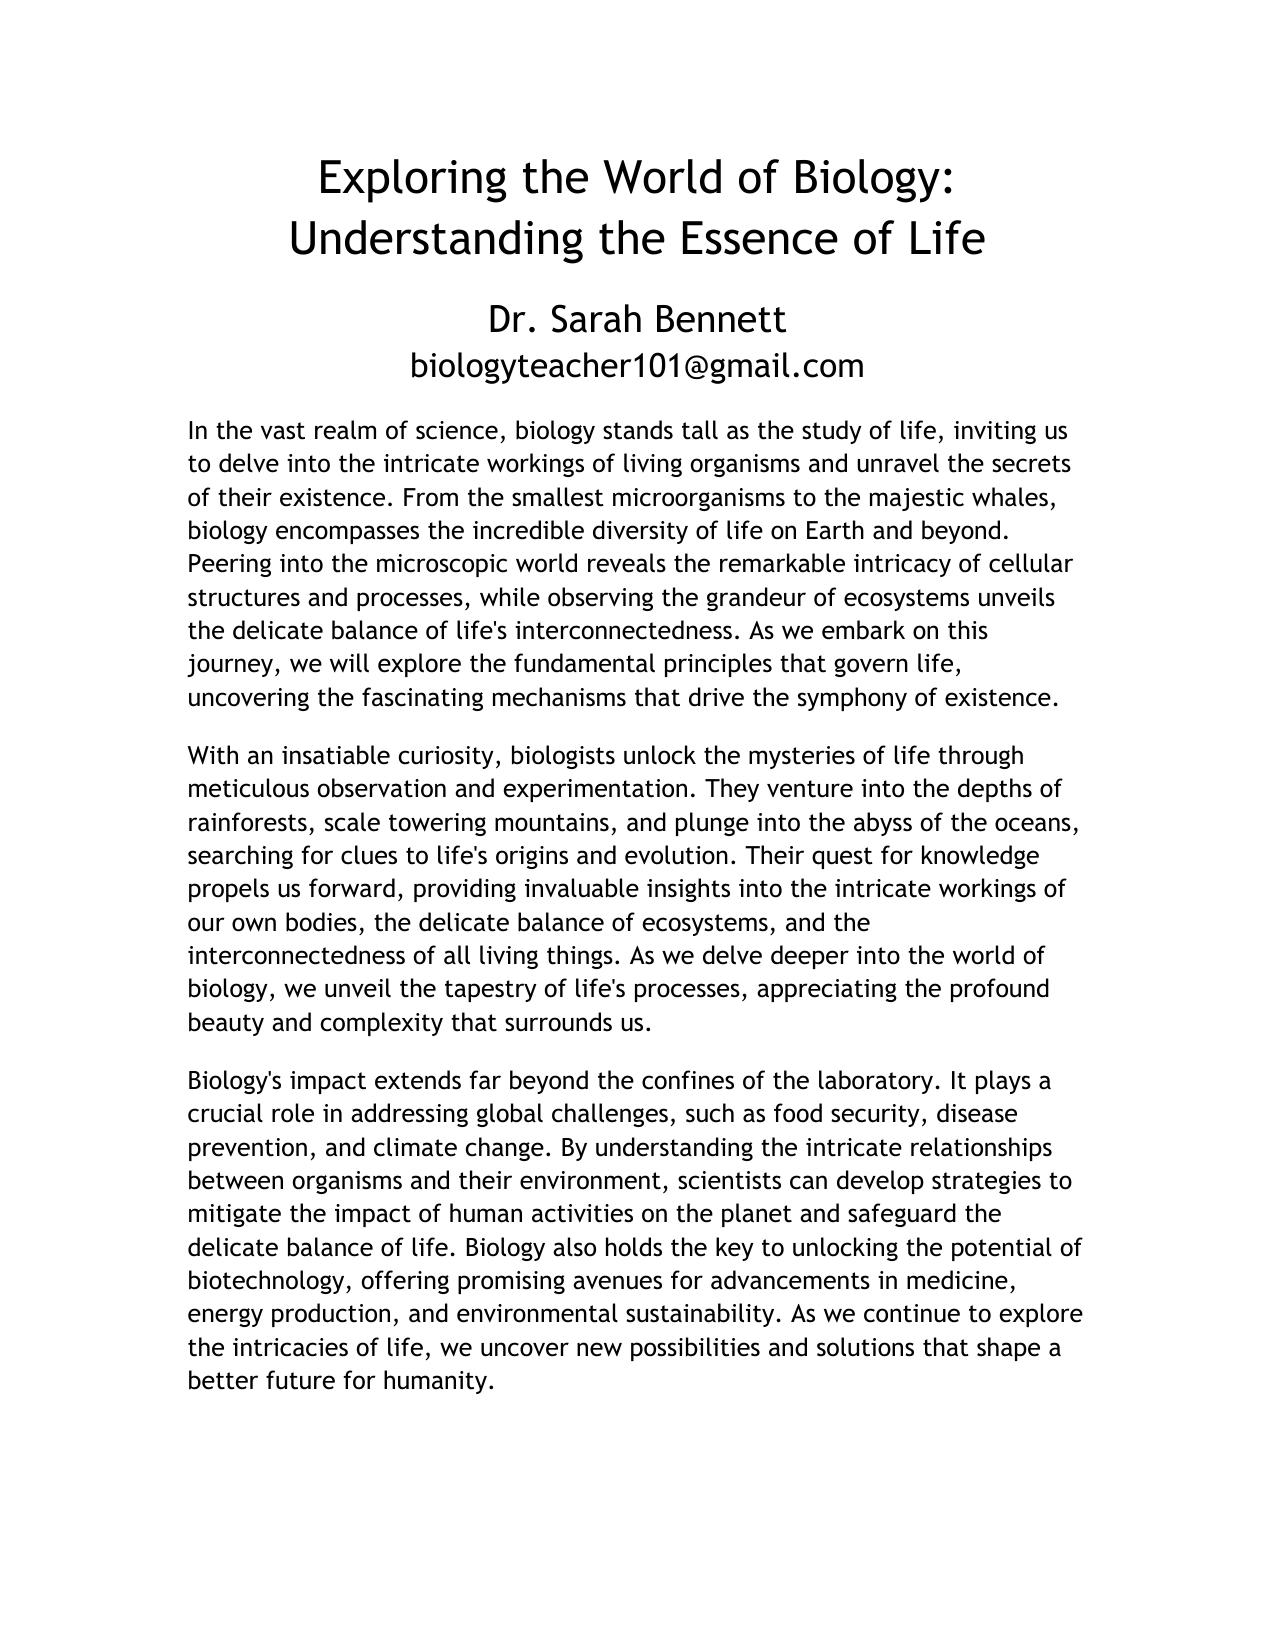 Exploring the World of Biology:
Understanding the Essence of Life
Dr. Sarah Bennett
biologyteacher101@gmail.com
In the vast realm of science, biology stands tall as the study of life, inviting us
to delve into the intricate workings of living organisms and unravel the secrets
of their existence. From the smallest microorganisms to the majestic whales,
biology encompasses the incredible diversity of life on Earth and beyond.
Peering into the microscopic world reveals the remarkable intricacy of cellular
structures and processes, while observing the grandeur of ecosystems unveils
the delicate balance of life's interconnectedness. As we embark on this
journey, we will explore the fundamental principles that govern life,
uncovering the fascinating mechanisms that drive the symphony of existence.
With an insatiable curiosity, biologists unlock the mysteries of life through
meticulous observation and experimentation. They venture into the depths of
rainforests, scale towering mountains, and plunge into the abyss of the oceans,
searching for clues to life's origins and evolution. Their quest for knowledge
propels us forward, providing invaluable insights into the intricate workings of
our own bodies, the delicate balance of ecosystems, and the
interconnectedness of all living things. As we delve deeper into the world of
biology, we unveil the tapestry of life's processes, appreciating the profound
beauty and complexity that surrounds us.
Biology's impact extends far beyond the confines of the laboratory. It plays a
crucial role in addressing global challenges, such as food security, disease
prevention, and climate change. By understanding the intricate relationships
between organisms and their environment, scientists can develop strategies to
mitigate the impact of human activities on the planet and safeguard the
delicate balance of life. Biology also holds the key to unlocking the potential of
biotechnology, offering promising avenues for advancements in medicine,
energy production, and environmental sustainability. As we continue to explore
the intricacies of life, we uncover new possibilities and solutions that shape a
better future for humanity.